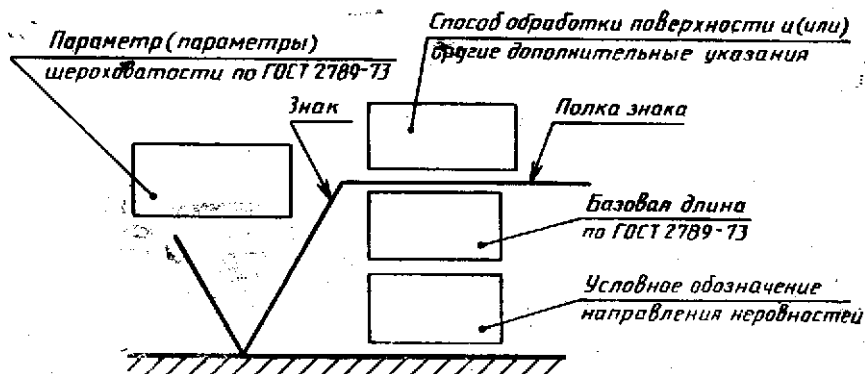 Параметр (параметры)
шероховатости по ГОСТ 2789-73
Способ обработки поверхности и (или)
другие дополнительные указания
Знак
Полка знака
Базовая длина
по ГОСТ 2789-73
Условное обозначение
направления неровностей